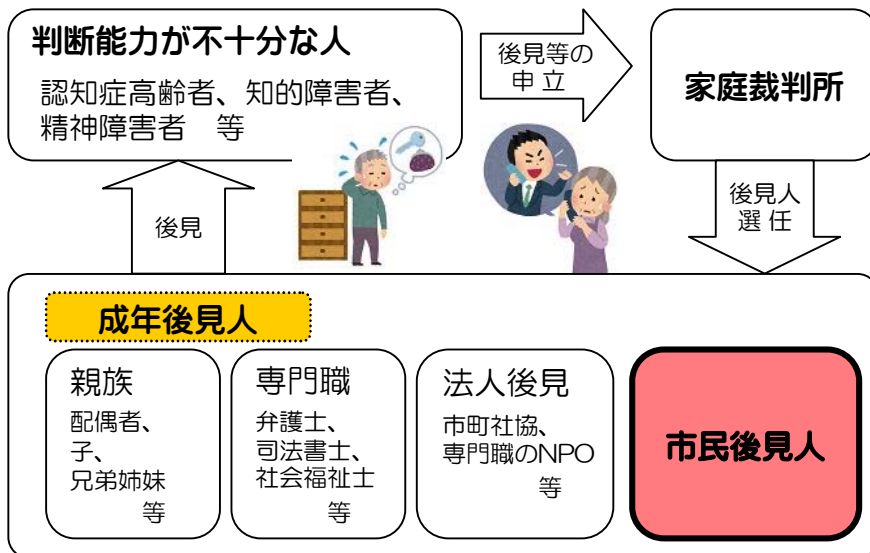 判断能力が不十分な人
認知症高齢者、知的障害者、
精神障害者　等
後見等の
申 立
家庭裁判所
後見
後見人
選 任
成年後見人
親族
配偶者、
子、
兄弟姉妹
等
専門職
弁護士、
司法書士、
社会福祉士
等
法人後見
市町社協、
専門職のNPO
等
市民後見人